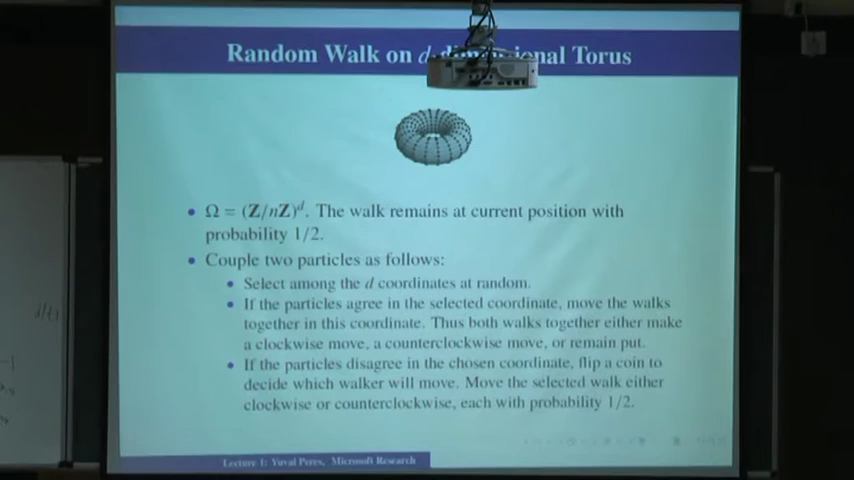 Random Walk on d-dimensional Torus
• Ω = (Z/nZ)^d. The walk remains at current position with
probability 1/2.
• Couple two particles as follows:
• Select among the d coordinates at random.
• If the particles agree in the selected coordinate, move the walks
together in this coordinate. Thus both walks together either make
a clockwise move, a counterclockwise move, or remain put.
• If the particles disagree in the chosen coordinate, flip a coin to
decide which walker will move. Move the selected walk either
clockwise or counterclockwise, each with probability 1/2.
Lecture 1: Yuval Peres, Microsoft Research